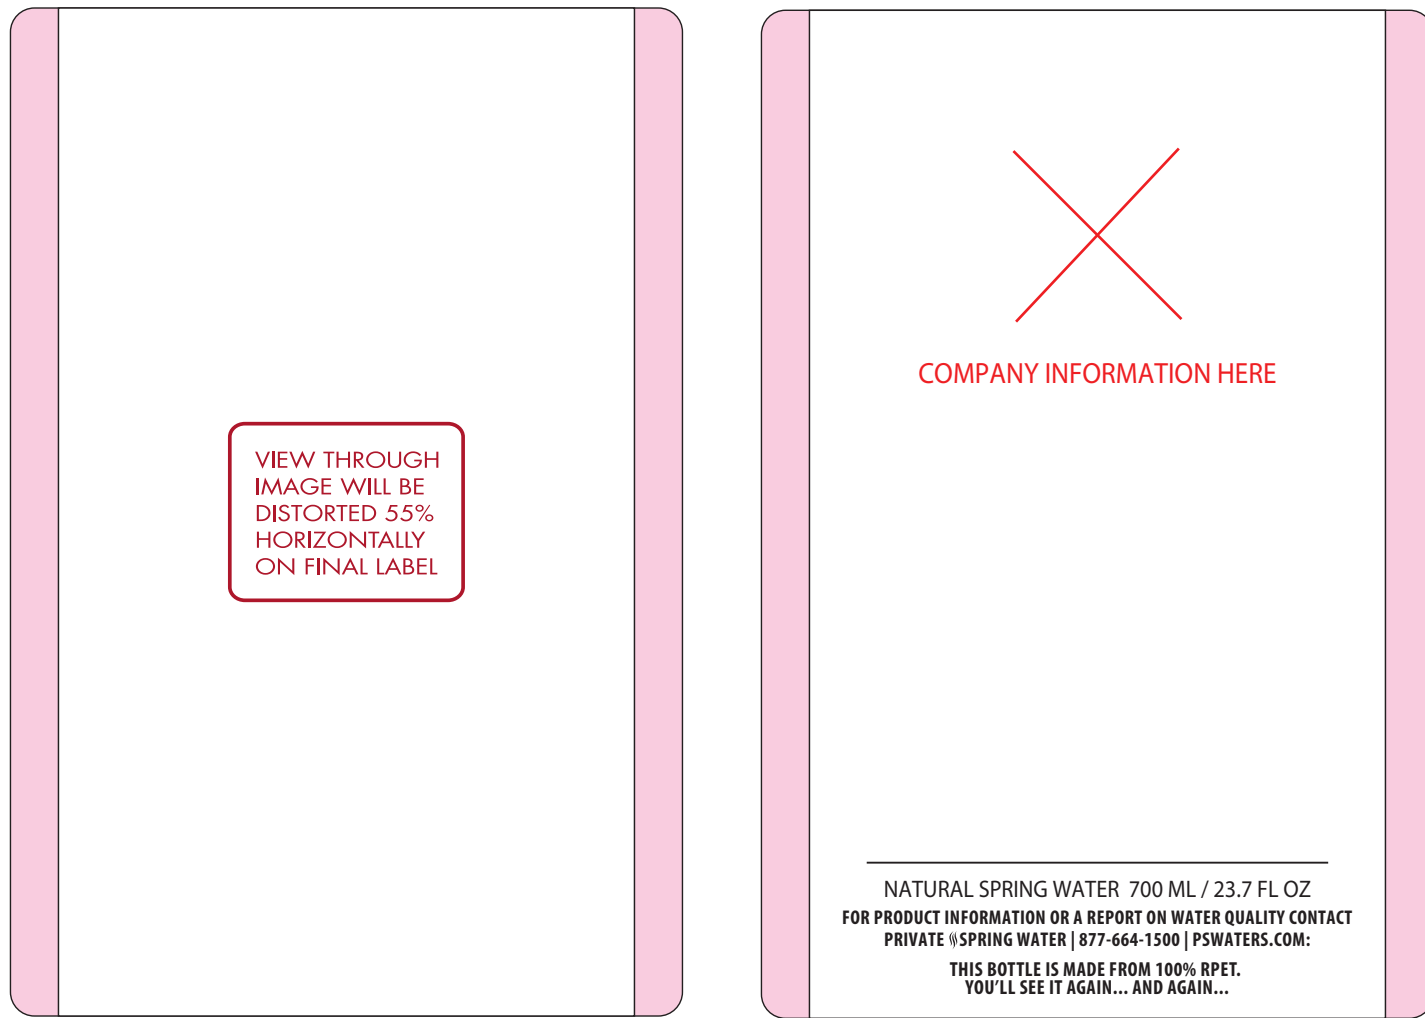 VIEW THROUGH
IMAGE WILL BE
DISTORTED 55%
HORIZONTALLY
ON FINAL LABEL
COMPANY INFORMATION HERE
NATURAL SPRING WATER 700 ML / 23.7 FL OZ
FOR PRODUCT INFORMATION OR A REPORT ON WATER QUALITY CONTACT
PRIVATE SPRING WATER | 877-664-1500 | PSWATERS.COM:
THIS BOTTLE IS MADE FROM 100% RPET.
YOU'LL SEE IT AGAIN... AND AGAIN...